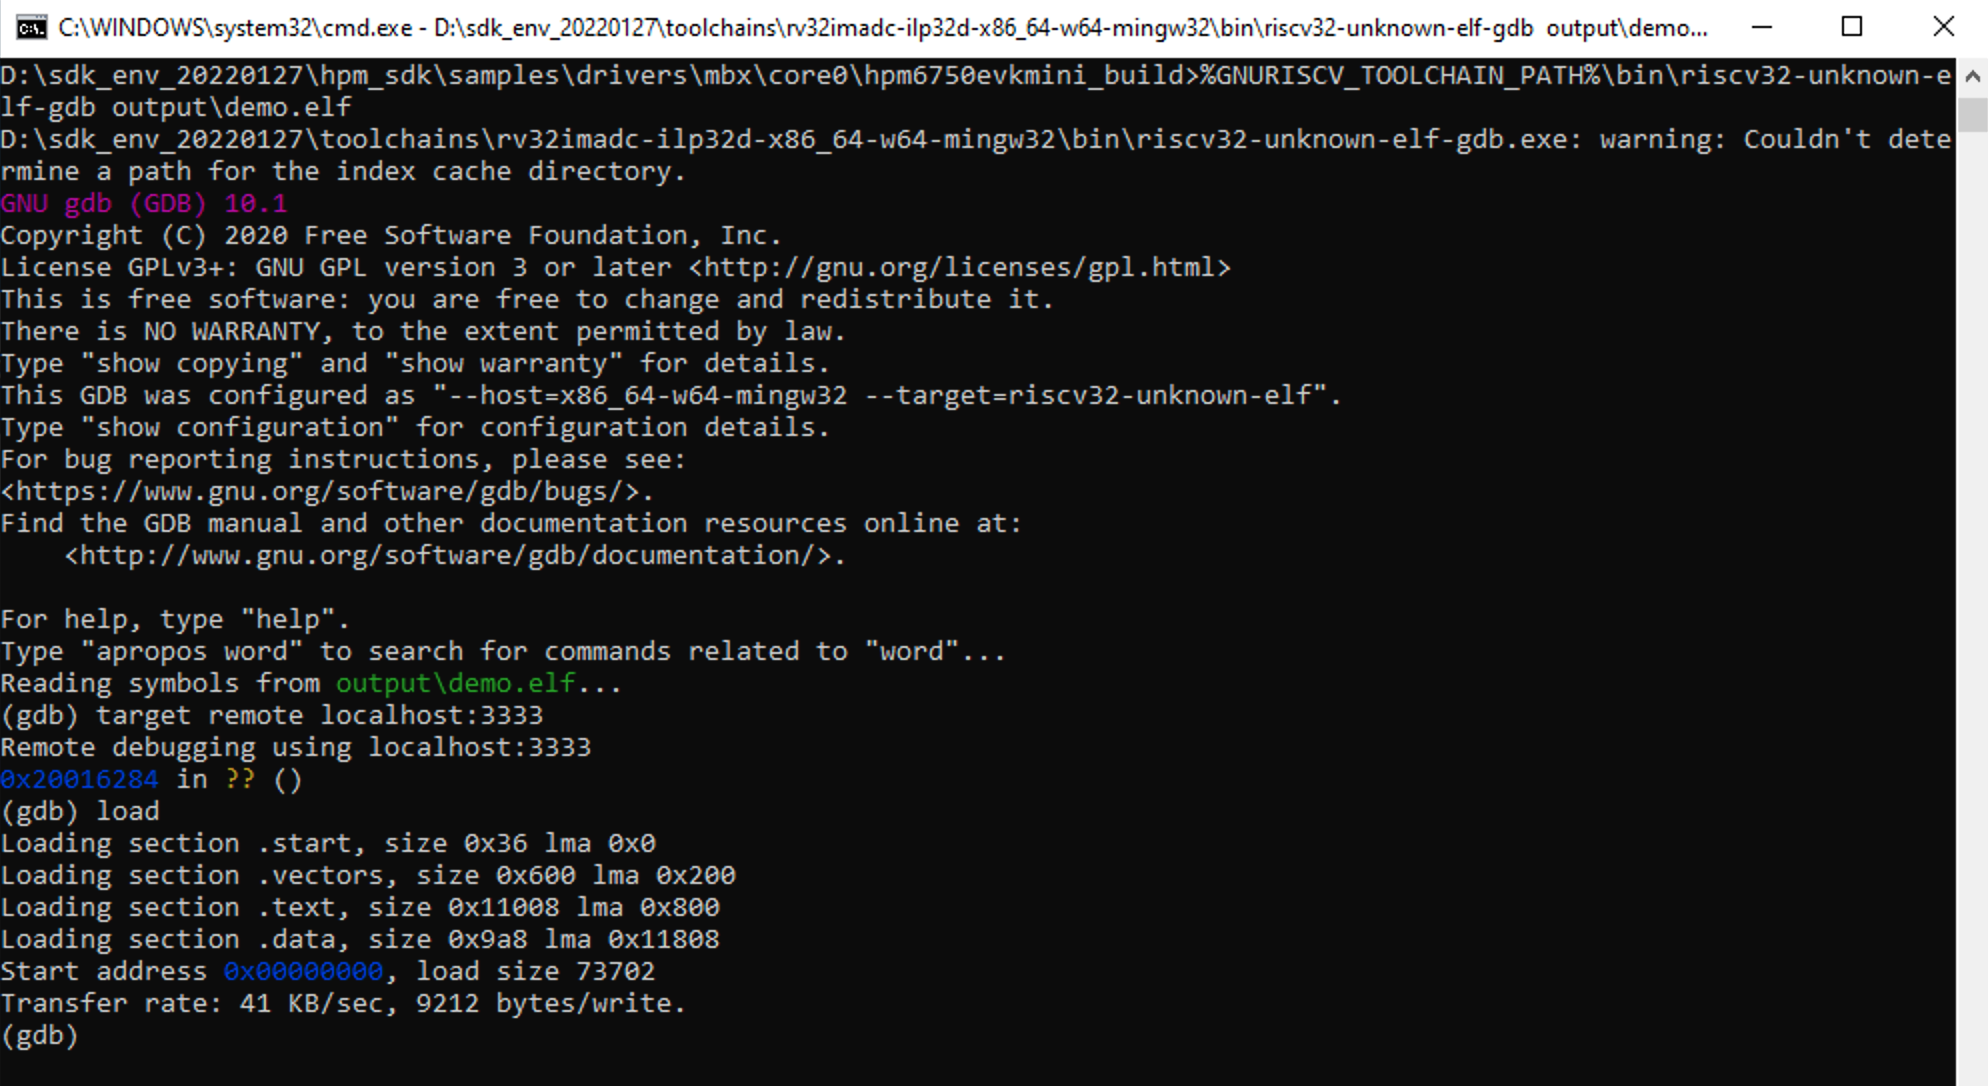 C:\WINDOWS\system32\cmd.exe - D:\sdk_env_20220127\toolchains\rv32imadc-ilp32d-x86_64-w64-mingw32\bin\riscv32-unknown-elf-gdb  output\demo...
D:\sdk_env_20220127\hpm_sdk\samples\drivers\mbx\core0\hpm6750evkmini_build>%GNURISCV_TOOLCHAIN_PATH%\bin\riscv32-unknown-e
lf-gdb output\demo.elf
D:\sdk_env_20220127\toolchains\rv32imadc-ilp32d-x86_64-w64-mingw32\bin\riscv32-unknown-elf-gdb.exe: warning: Couldn't dete
rmine a path for the index cache directory.
GNU gdb (GDB) 10.1
Copyright (C) 2020 Free Software Foundation, Inc.
License GPLv3+: GNU GPL version 3 or later <http://gnu.org/licenses/gpl.html>
This is free software: you are free to change and redistribute it.
There is NO WARRANTY, to the extent permitted by law.
Type "show copying" and "show warranty" for details.
This GDB was configured as "--host=x86_64-w64-mingw32 --target=riscv32-unknown-elf".
Type "show configuration" for configuration details.
For bug reporting instructions, please see:
<https://www.gnu.org/software/gdb/bugs/>.
Find the GDB manual and other documentation resources online at:
    <http://www.gnu.org/software/gdb/documentation/>.

For help, type "help".
Type "apropos word" to search for commands related to "word"...
Reading symbols from output\demo.elf...
(gdb) target remote localhost:3333
Remote debugging using localhost:3333
0x20016284 in ?? ()
(gdb) load
Loading section .start, size 0x36 lma 0x0
Loading section .vectors, size 0x600 lma 0x200
Loading section .text, size 0x11008 lma 0x800
Loading section .data, size 0x9a8 lma 0x11808
Start address 0x00000000, load size 73702
Transfer rate: 41 KB/sec, 9212 bytes/write.
(gdb)